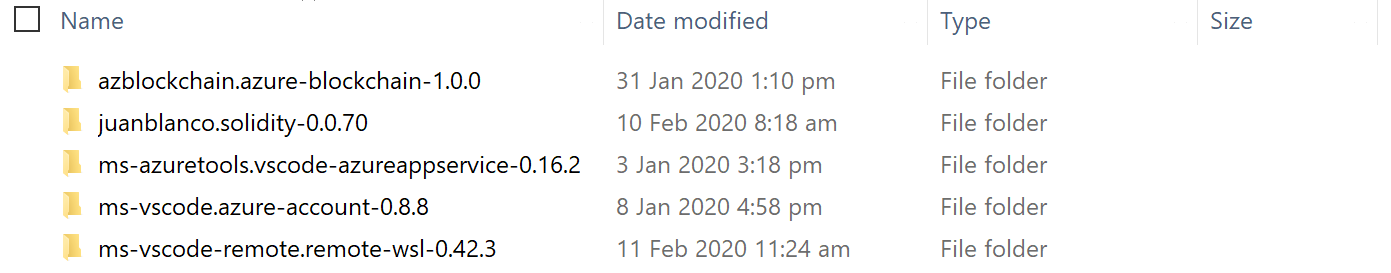 Name Date modified Type Size
azblockchain.azure-blockchain-1.0.0 31 Jan 2020 1:10 pm File folder
juanblanco.solidity-0.0.70 10 Feb 2020 8:18 am File folder
ms-azuretools.vscode-azureappservice-0.16.2 3 Jan 2020 3:18 pm File folder
ms-vscode.azure-account-0.8.8 8 Jan 2020 4:58 pm File folder
ms-vscode-remote.remote-wsl-0.42.3 11 Feb 2020 11:24 am File folder